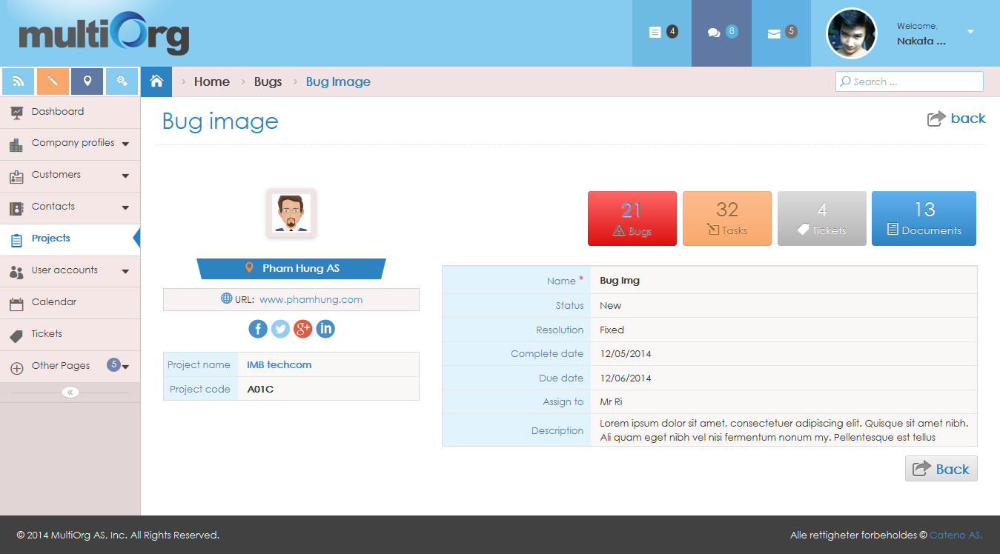 multiOrg
4
8
5
Welcome,
Nakata ...
Home
Bugs
Bug Image
Search ...
Dashboard
Company profiles
Customers
Contacts
Projects
User accounts
Calendar
Tickets
Other Pages 5
«
Bug image
back
Pham Hung AS
URL: www.phamhung.com
f g+ in
Project name IMB techcom
Project code A01C
21
Bugs
32
Tasks
4
Tickets
13
Documents
Name * Bug Img
Status New
Resolution Fixed
Complete date 12/05/2014
Due date 12/06/2014
Assign to Mr Ri
Description Lorem ipsum dolor sit amet, consectetuer adipiscing elit. Quisque sit amet nibh.
Ali quam eget nibh vel nisi fermentum nonum my. Pellentesque est tellus
Back
© 2014 MultiOrg AS, Inc. All Rights Reserved.
Alle rettigheter forbeholdes © Cateno AS.